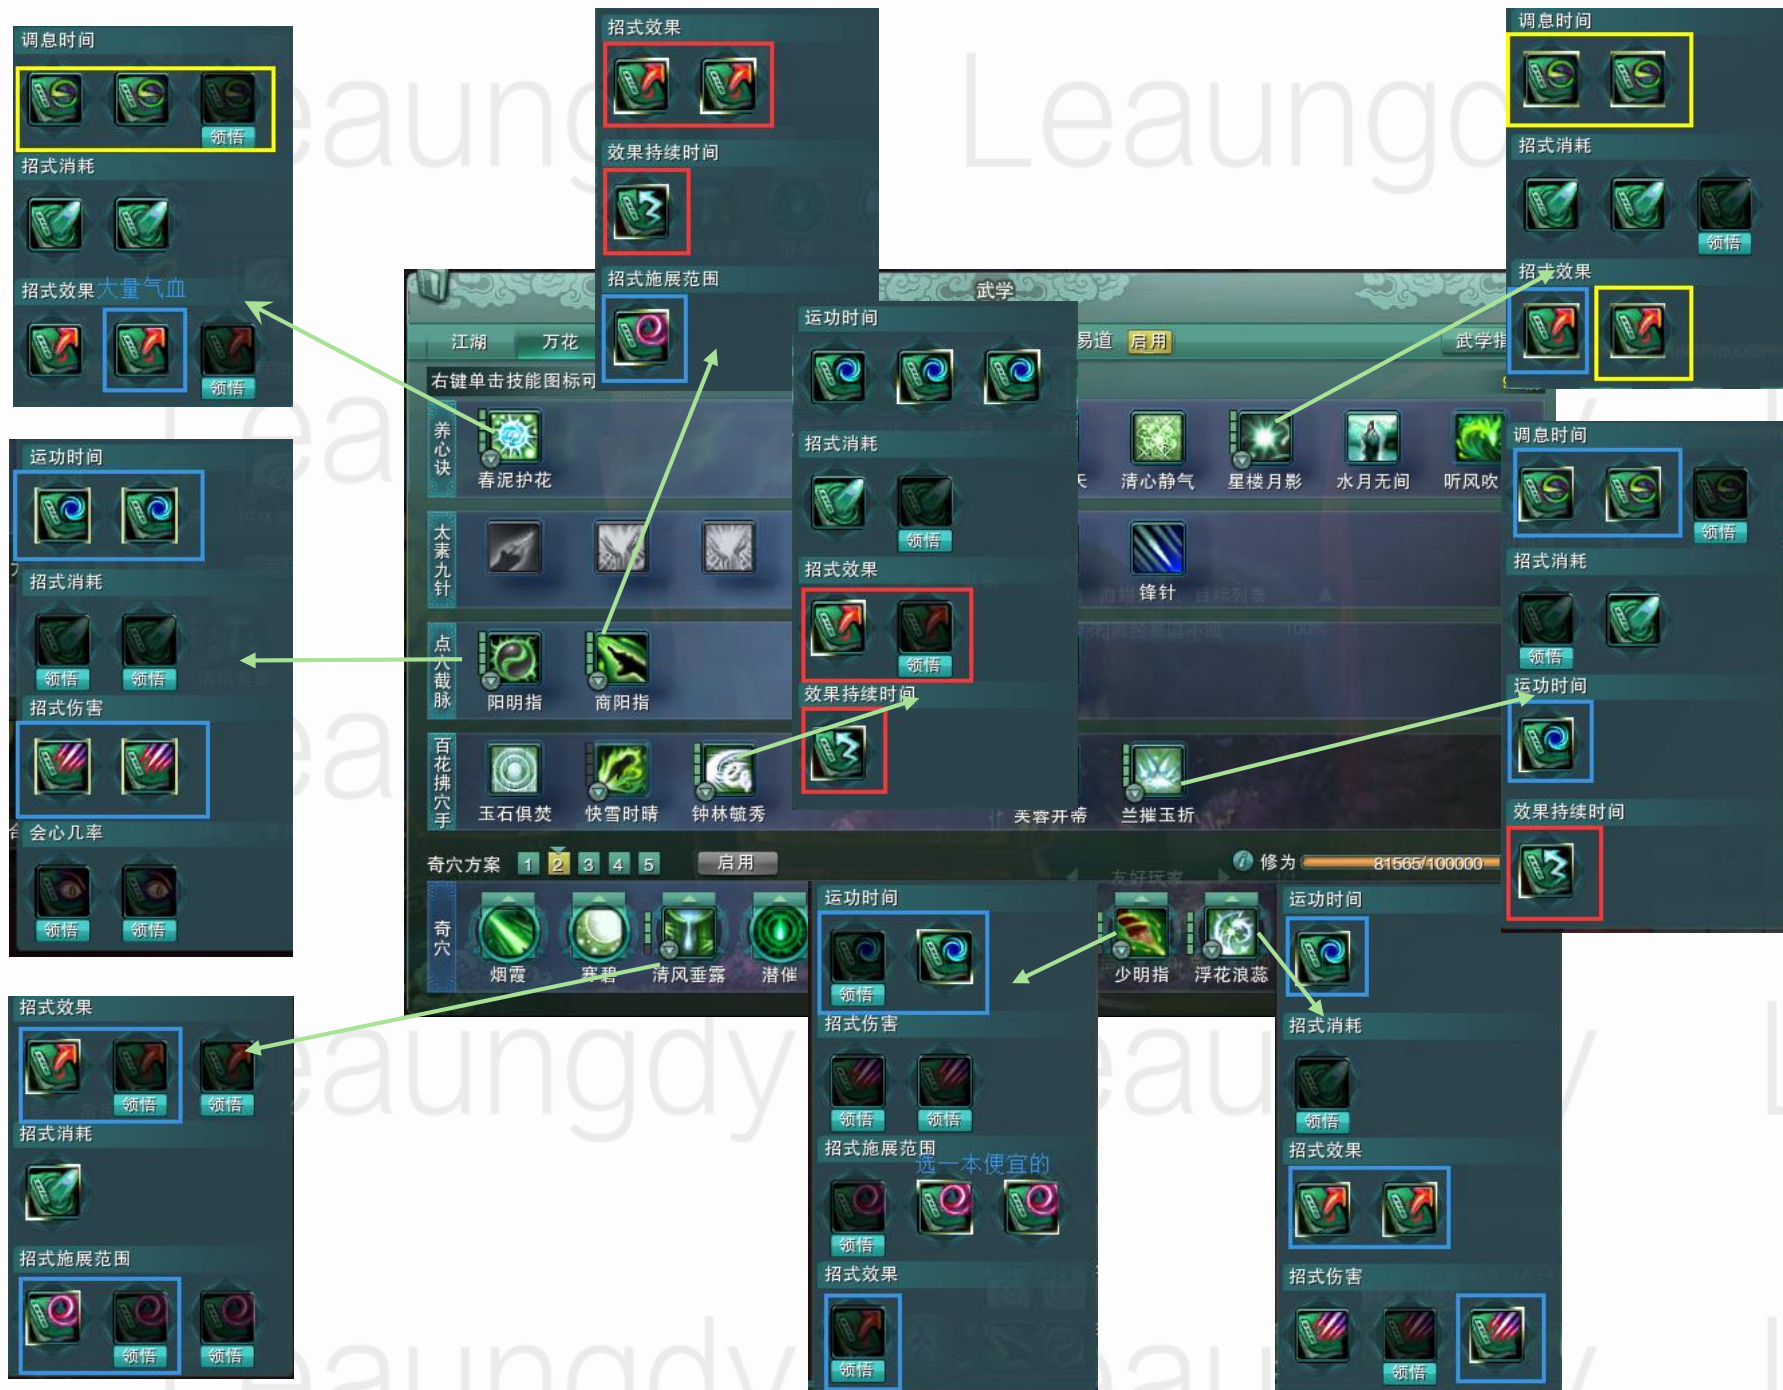 调息时间
领悟
招式消耗
招式效果大量气血
领悟
运功时间
招式消耗
领悟 领悟
招式伤害
会心几率
领悟 领悟
招式效果
领悟 领悟
招式消耗
招式施展范围
领悟 领悟
招式效果
效果持续时间
招式施展范围
运功时间
招式消耗
领悟
招式效果
领悟
效果持续时间
武学
江湖 万花
易道 启用
武学指
右键单击技能图标可
养心诀
春泥护花
清心静气 星楼月影 水月无间 听风吹
太素九针
锋针
点穴截脉
阳明指 商阳指
百花拂穴手
玉石俱焚 快雪时晴 钟林毓秀 芙蓉开蒂 兰摧玉折
奇穴方案 1 2 3 4 5 启用
修为 81565/100000
友好玩家
奇穴
烟霞 寒碧 清风垂露 潜催 少明指 浮花浪蕊
调息时间
招式消耗
领悟
招式效果
调息时间
领悟
招式消耗
领悟
运功时间
效果持续时间
运功时间
领悟
招式伤害
领悟 领悟
招式施展范围
选一本便宜的
领悟
招式效果
领悟
运功时间
招式消耗
领悟
招式效果
招式伤害
领悟
Leaungdy